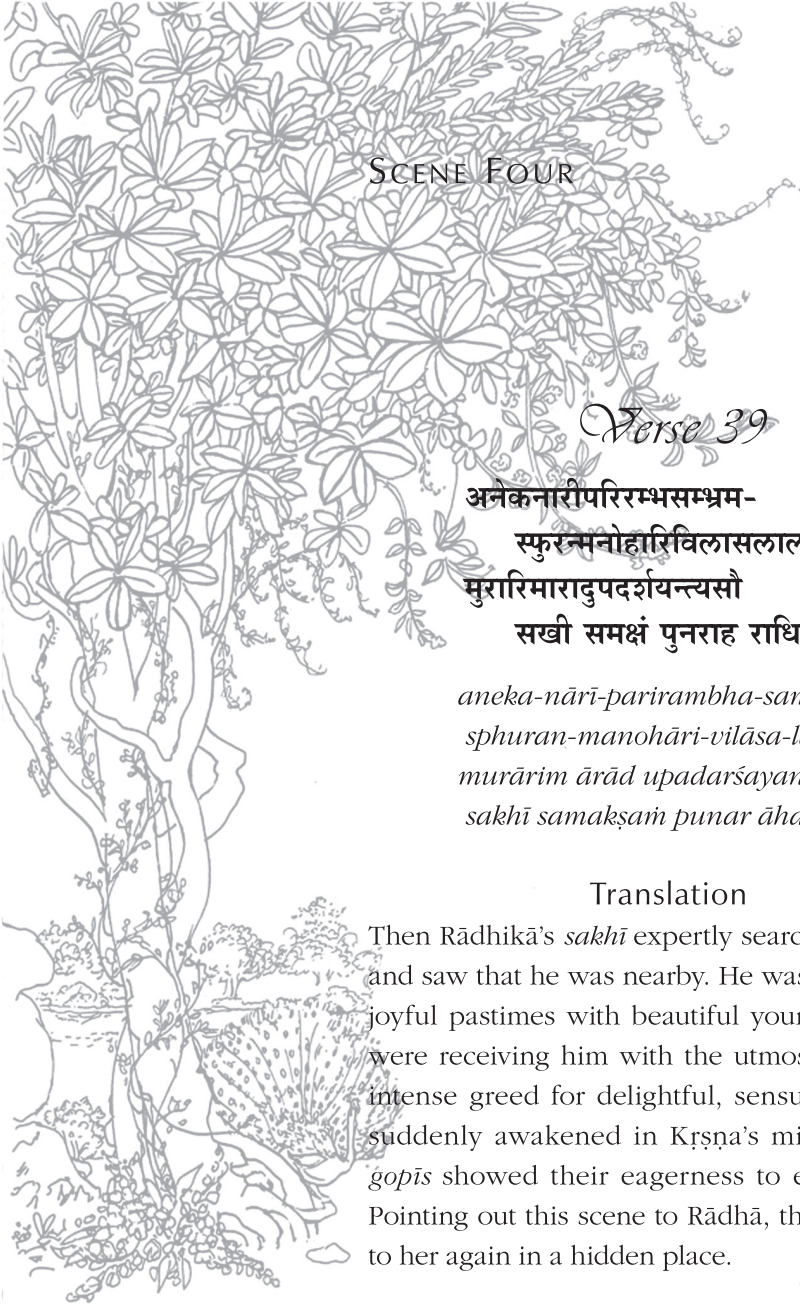 SCENE FOUR
Verse 39
अनेकनारीपरिरम्भसम्भ्रम-
स्फुरन्मनोहारिविलासलाल
मुरारिमारादुपदर्शयन्त्यसौ
सखी समक्षं पुनराह राधि
aneka-nārī-parirambha-sam
sphuran-manohāri-vilāsa-l
murārim ārād upadarśayan
sakhī samakṣaṁ punar āha
Translation
Then Rādhikā’s sakhī expertly searc
and saw that he was nearby. He was
joyful pastimes with beautiful youn
were receiving him with the utmos
intense greed for delightful, sensu
suddenly awakened in Kṛṣṇa’s mi
gopīs showed their eagerness to e
Pointing out this scene to Rādhā, th
to her again in a hidden place.